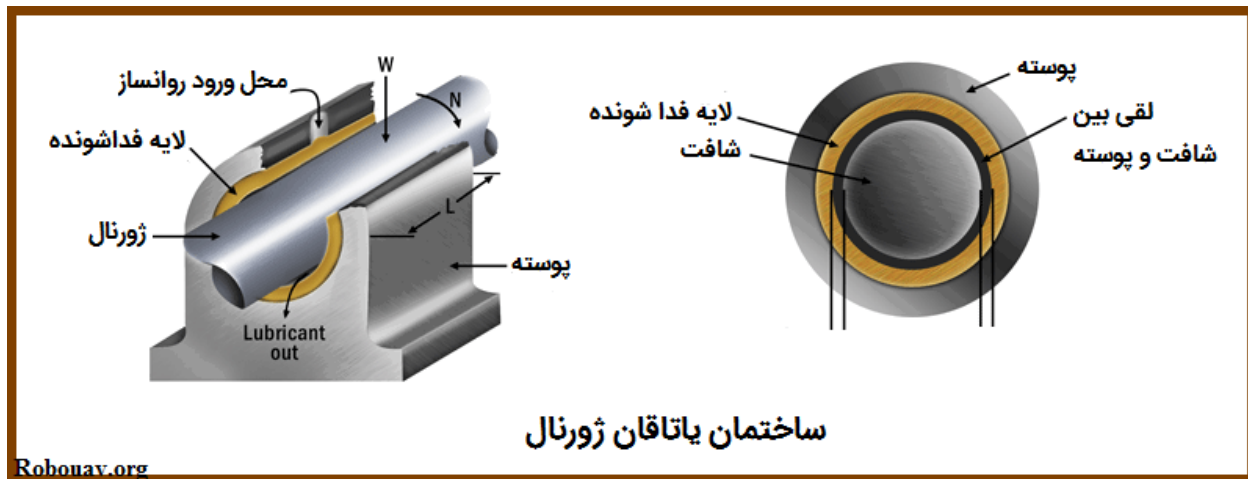 محل ورود روانساز
W
N
لایه فداشونده
L
ژورنال
پوسته
Lubricant
out
پوسته
لایه فدا شونده
لقی بین
شافت و پوسته
شافت
ساختمان یاتاقان ژورنال
Robouav.org